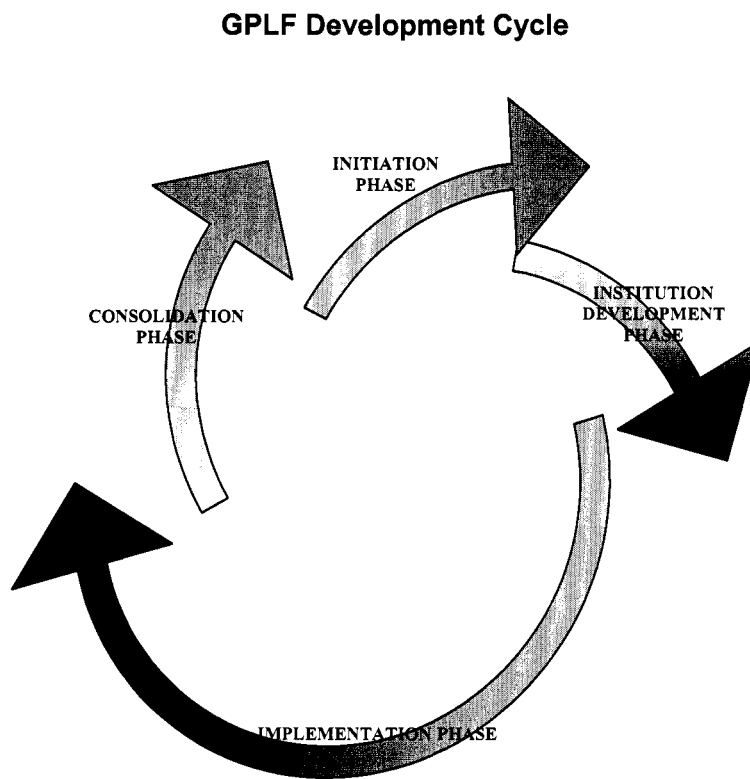 GPLF Development Cycle
INITIATION
PHASE
INSTITUTION
DEVELOPMENT
PHASE
CONSOLIDATION
PHASE
IMPLEMENTATION PHASE